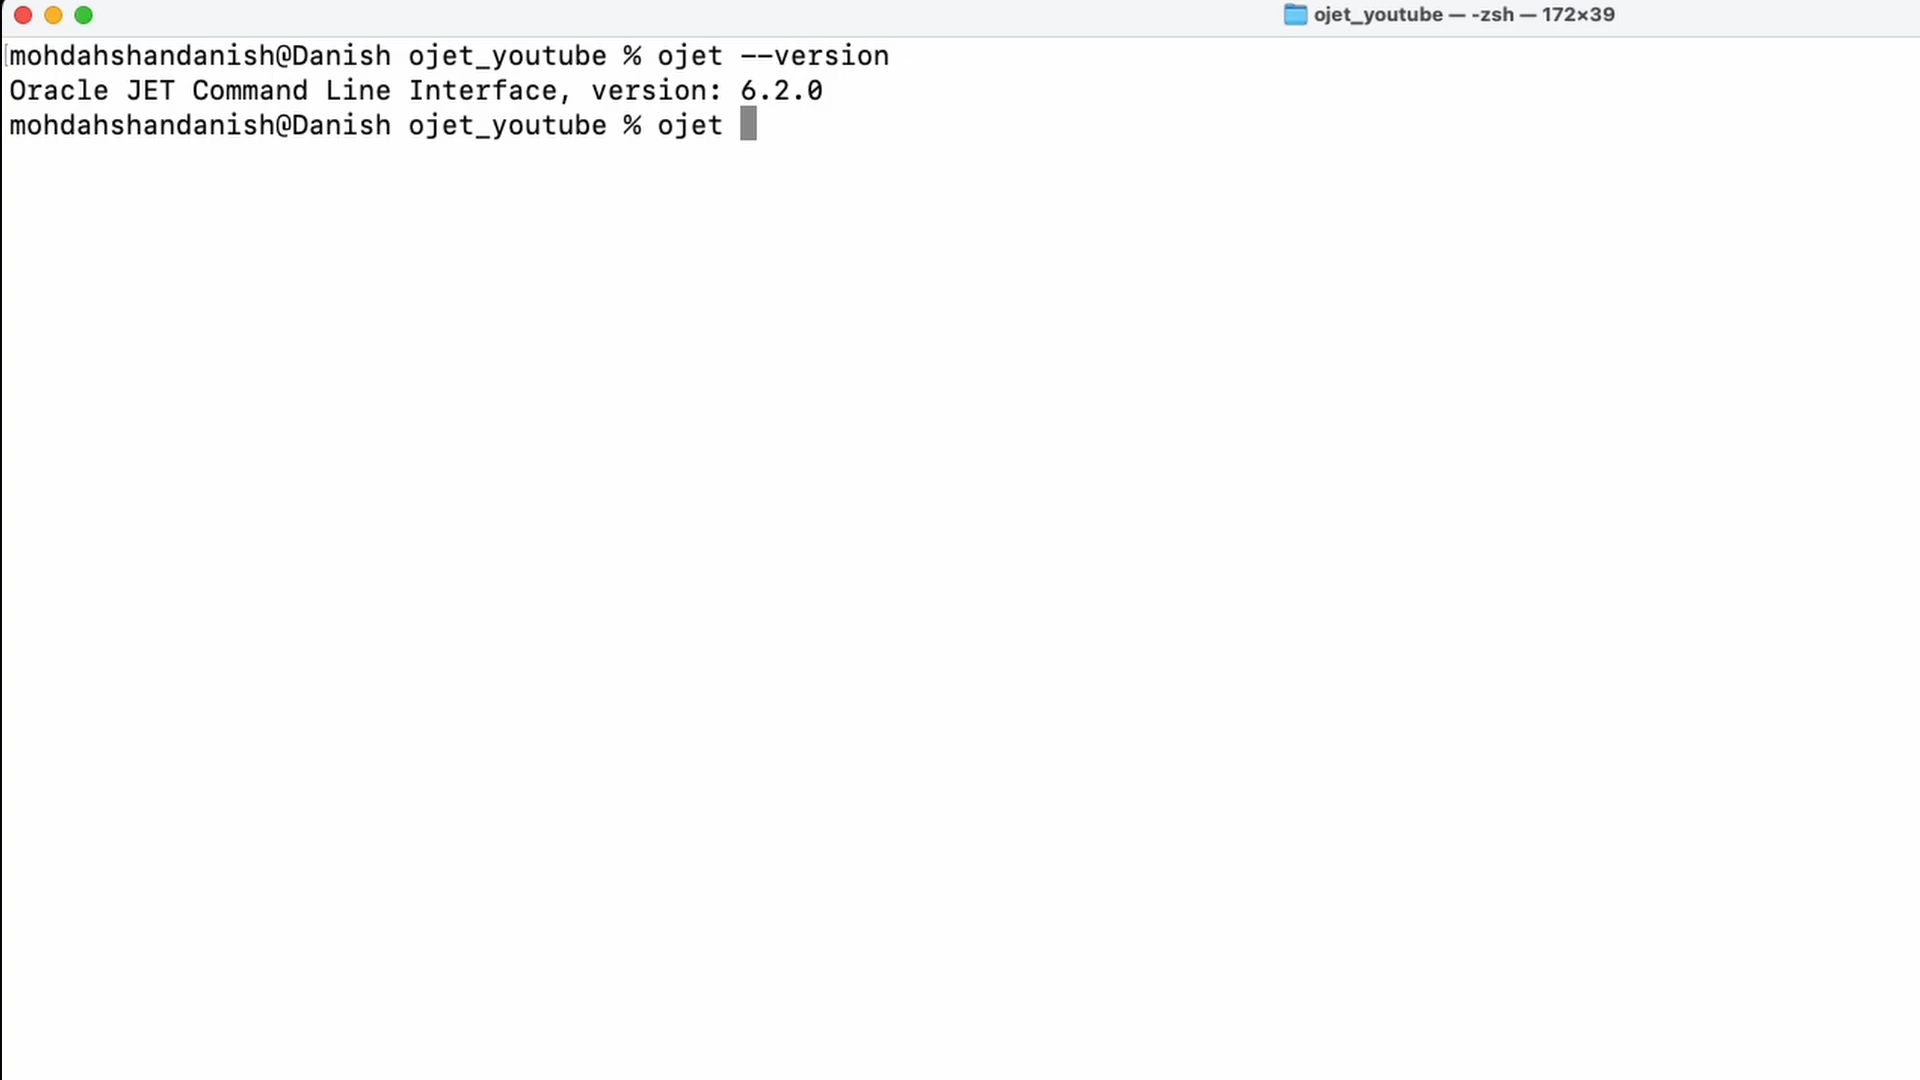 ojet_youtube — -zsh — 172×39
mohdahshandanish@Danish ojet_youtube % ojet --version
Oracle JET Command Line Interface, version: 6.2.0
mohdahshandanish@Danish ojet_youtube % ojet